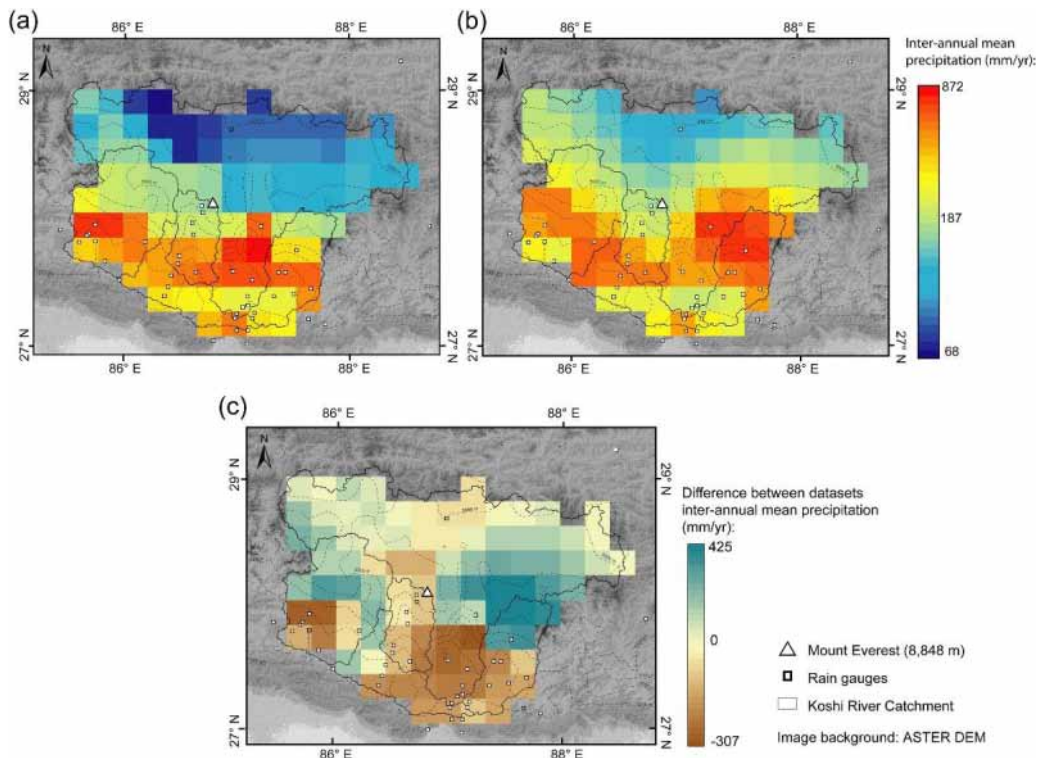 (a)
86° E
88° E
N
29° N
27° N
86° E
88° E
(b)
86° E
88° E
N
29° N
27° N
86° E
88° E
Inter-annual mean
precipitation (mm/yr):
872
187
68
(c)
86° E
88° E
N
29° N
29° N
27° N
27° N
86° E
88° E
Difference between datasets
inter-annual mean precipitation
(mm/yr):
425
0
-307
Mount Everest (8,848 m)
Rain gauges
Koshi River Catchment
Image background: ASTER DEM